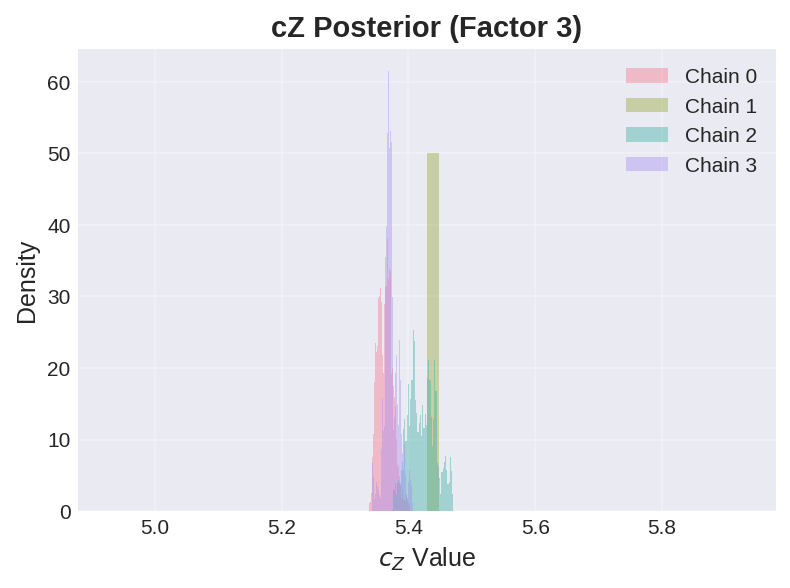 cZ Posterior (Factor 3)
Chain 0
Chain 1
Chain 2
Chain 3
60
50
40
30
20
10
0
Density
5.0 5.2 5.4 5.6 5.8
c_Z Value